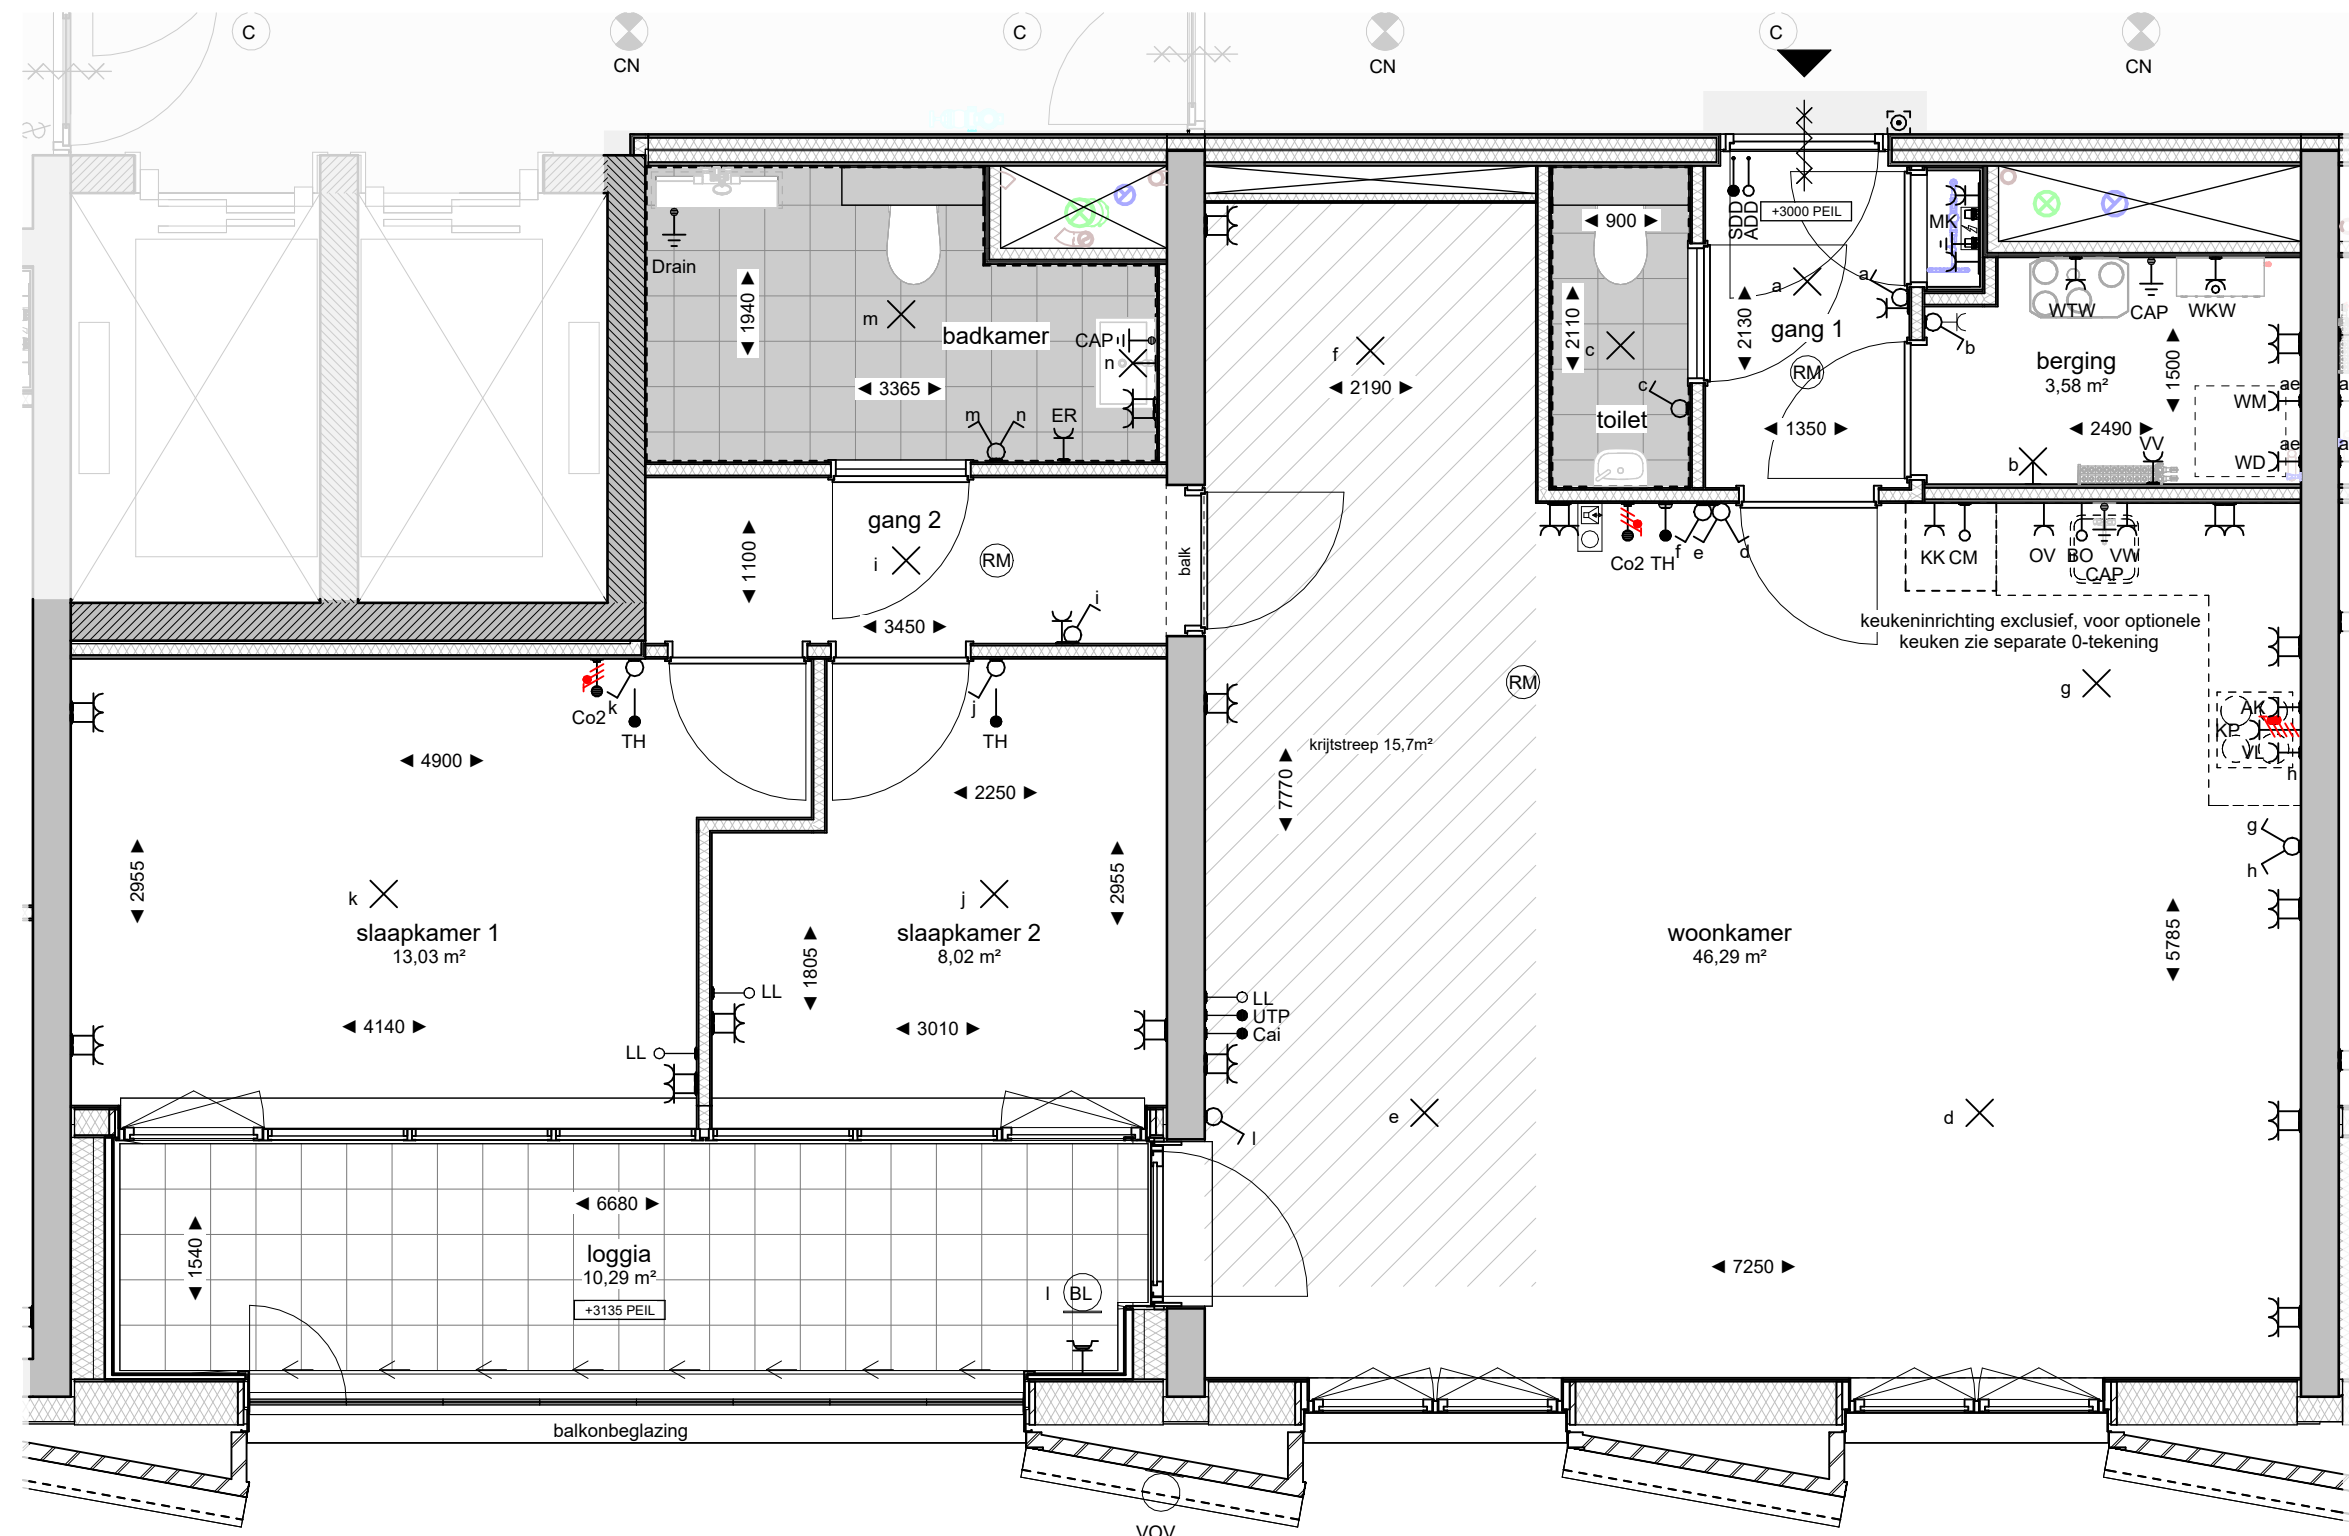 C
C
C
CN
CN
CN
+3000 PEIL
SDD
ADD
MK
900
Drain
1940
m
badkamer
CAP
n
3365
m
n
ER
f
2190
2110
c
c
toilet
2130
a
a
gang 1
RM
1350
WTW
CAP
WKW
b
berging
3,58 m²
1500
ae
a
WM
2490
VV
ae
a
WD
b
gang 2
1100
i
RM
balk
3450
i
Co2
TH
f
e
d
KK
CM
OV
BO
VW
CAP
keukeninrichting exclusief, voor optionele
keuken zie separate 0-tekening
g
RM
Co2
k
TH
j
TH
AK
KP
VL
h
4900
krijtstreep 15,7m²
7770
2250
g
h
2955
2955
k
j
slaapkamer 1
13,03 m²
slaapkamer 2
8,02 m²
1805
woonkamer
46,29 m²
5785
LL
LL
UTP
Cai
4140
3010
LL
e
d
l
6680
1540
loggia
10,29 m²
+3135 PEIL
l
BL
7250
balkonbeglazing
VOV